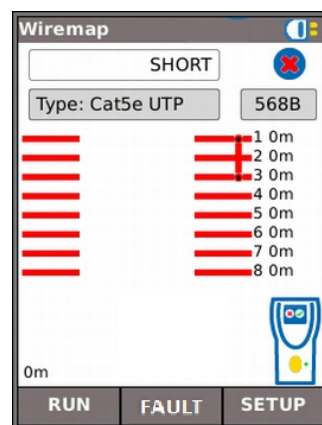 Wiremap
SHORT
Type: Cat5e UTP 568B
1 0m
2 0m
3 0m
4 0m
5 0m
6 0m
7 0m
8 0m
0m
RUN FAULT SETUP